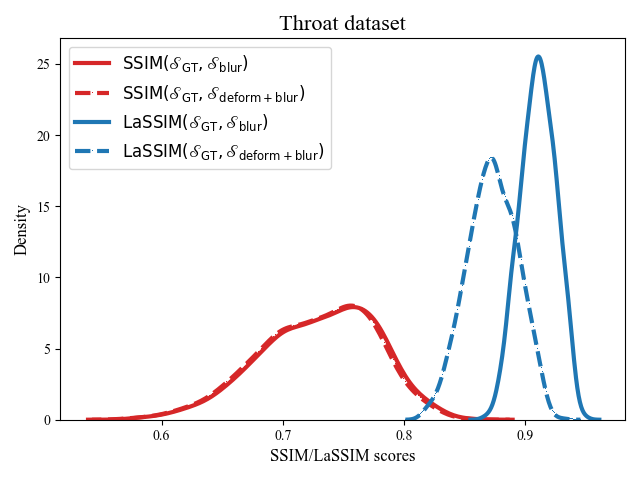 Throat dataset
SSIM(𝒮GT, 𝒮blur)
SSIM(𝒮GT, 𝒮deform+blur)
LaSSIM(𝒮GT, 𝒮blur)
LaSSIM(𝒮GT, 𝒮deform+blur)
Density
25
20
15
10
5
0
0.6 0.7 0.8 0.9
SSIM/LaSSIM scores